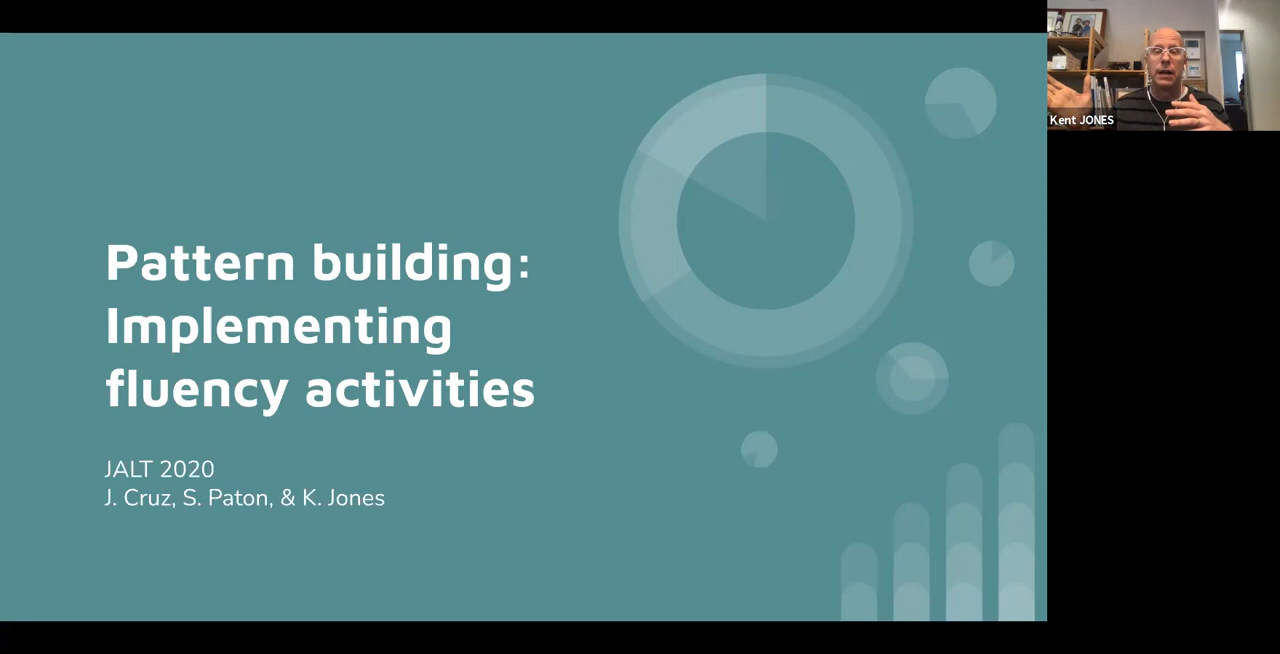 Pattern building:
Implementing
fluency activities
JALT 2020
J. Cruz, S. Paton, & K. Jones
Kent JONES